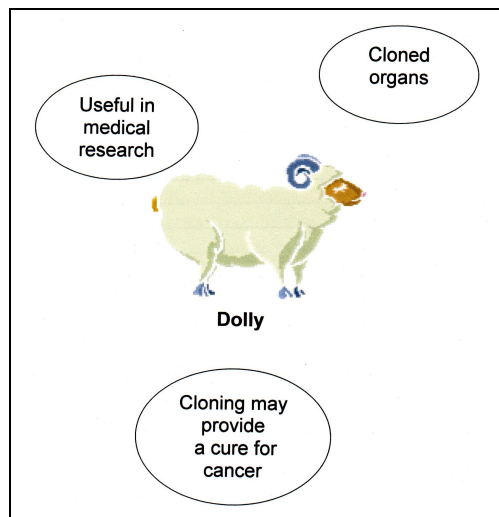 Cloned
organs
Useful in
medical
research
Dolly
Cloning may
provide
a cure for
cancer